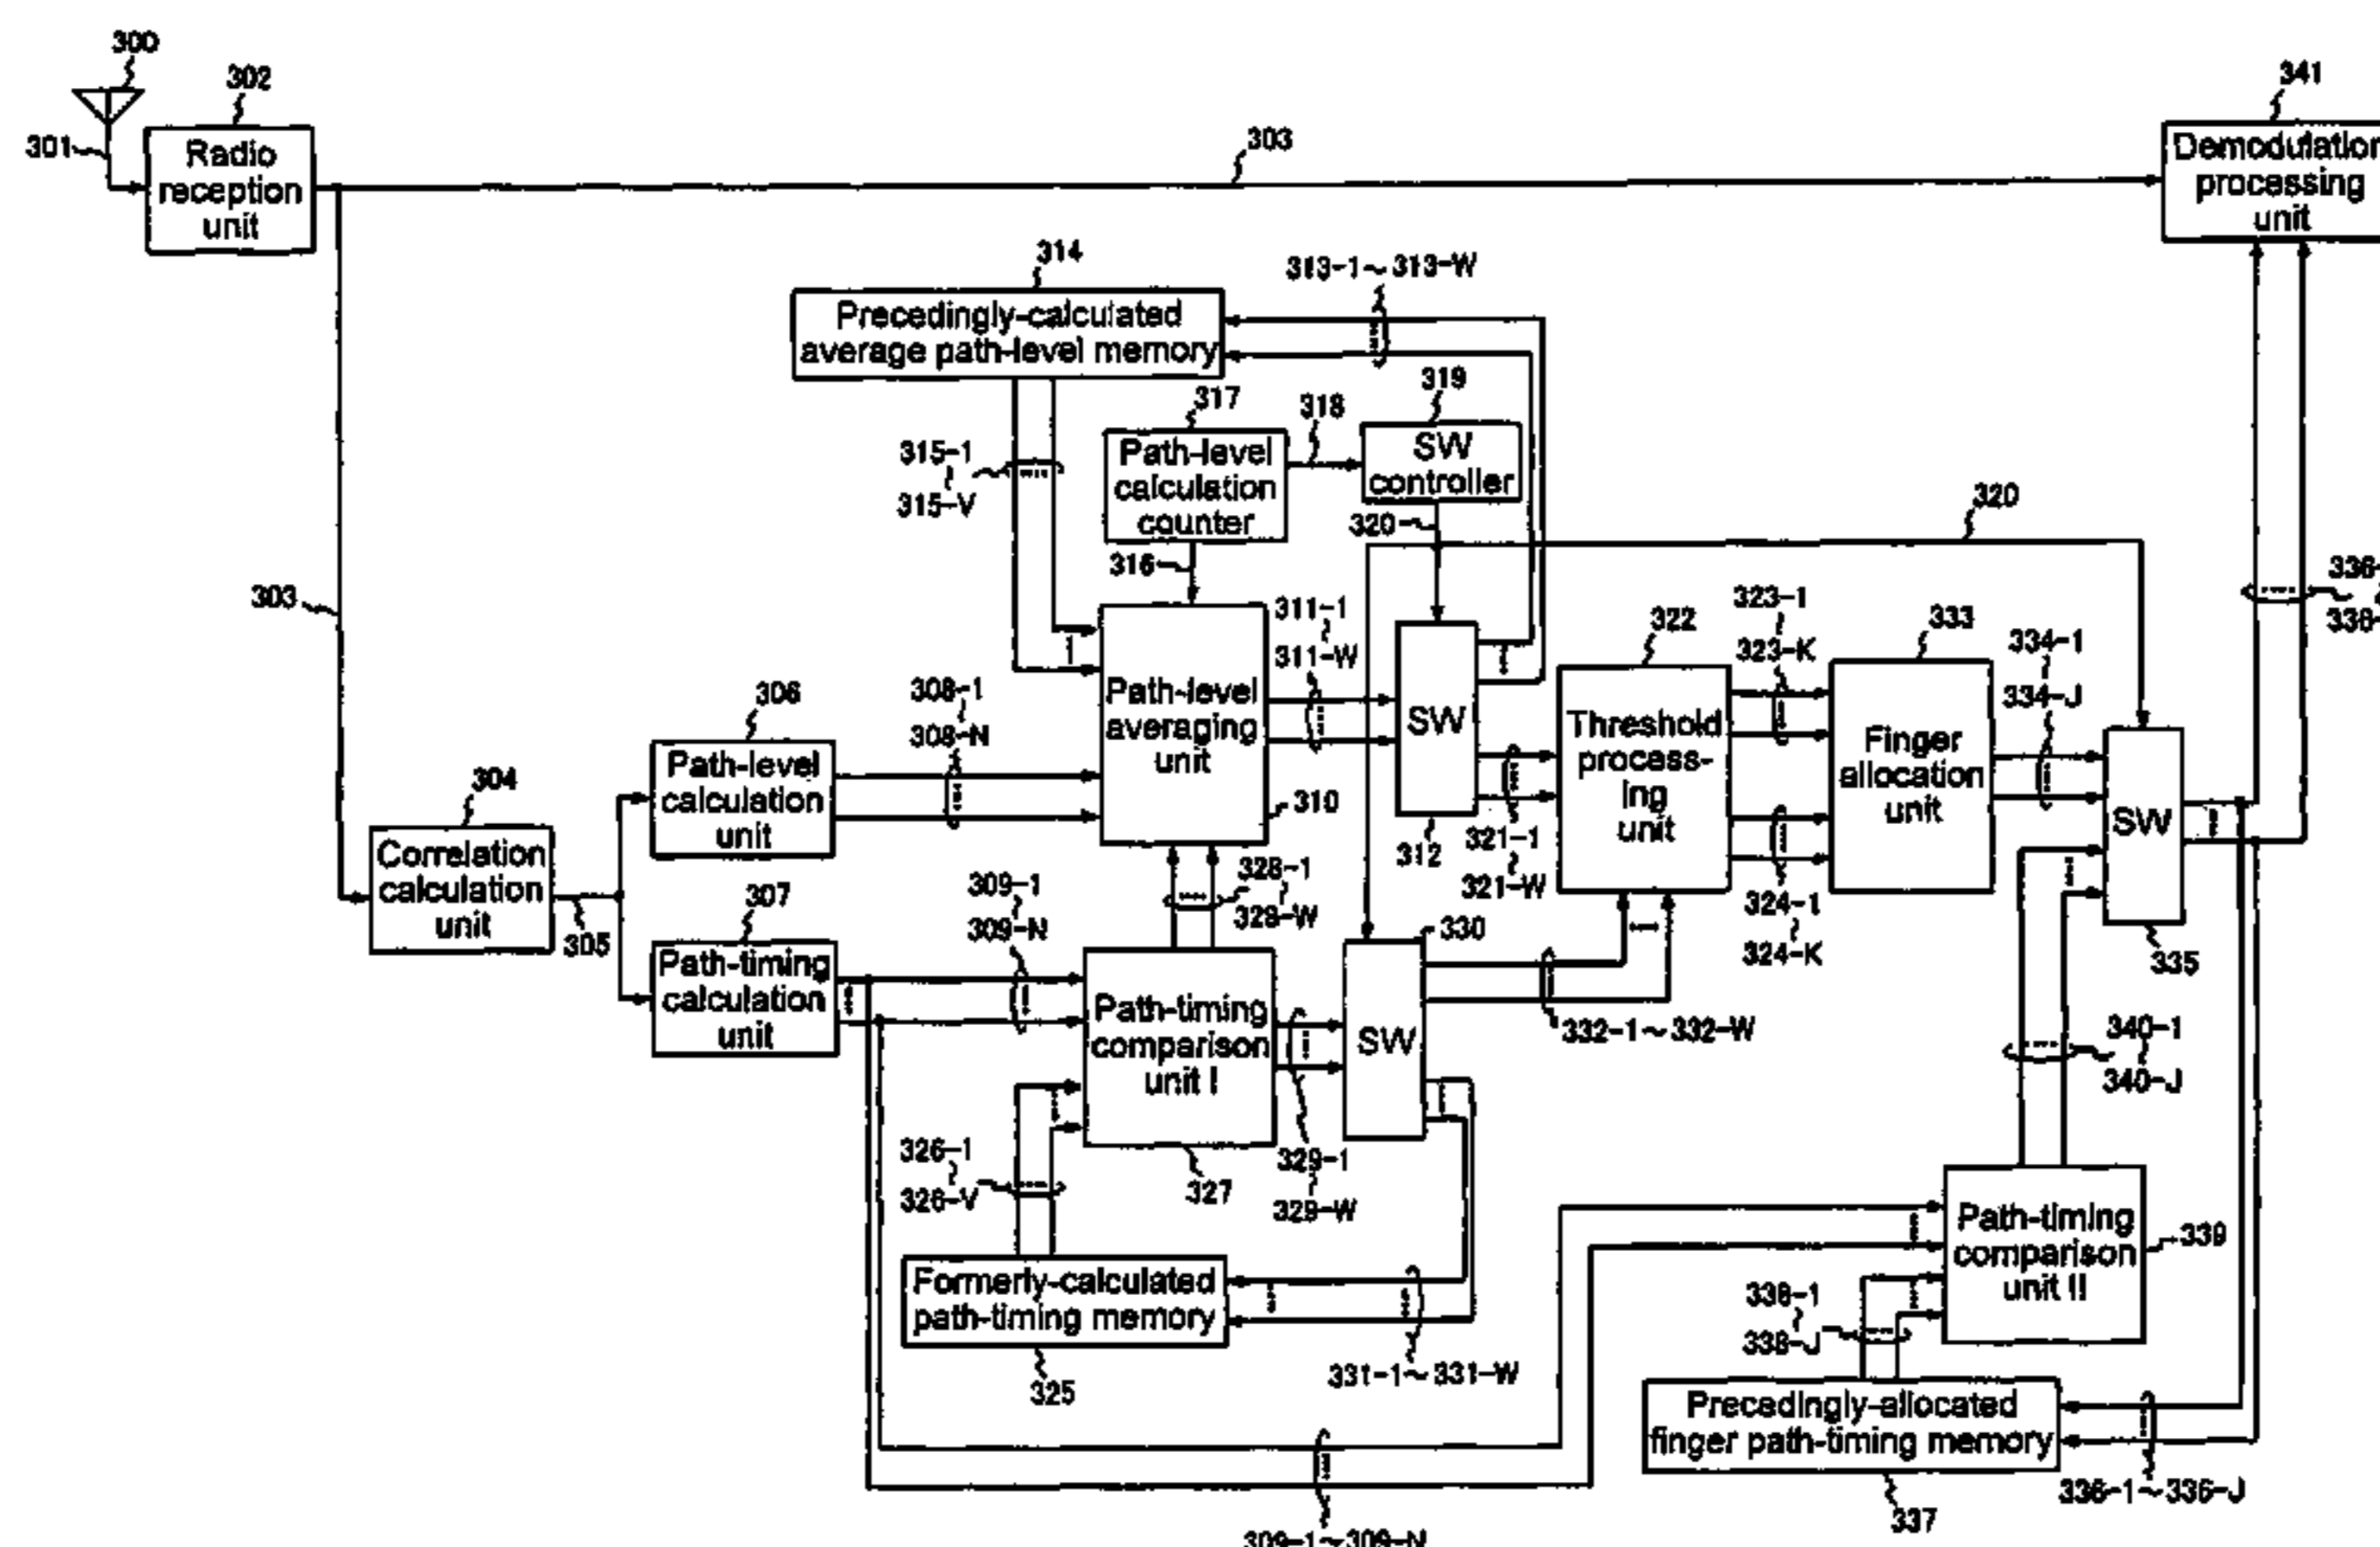 300
302
341
301
Radio
reception
unit
303
Demodulation
processing
unit
314
313-1~313-W
Precedingly-calculated
average path-level memory
317
318
319
315-1
~
315-V
Path-level
calculation
counter
SW
controller
320
320
316
303
311-1
~
311-W
322
323-1
~
323-K
333
334-1
~
334-J
336-
338-
306
308-1
~
308-N
Path-level
averaging
unit
SW
Threshold
process-
ing
unit
Finger
allocation
unit
304
Path-level
calculation
unit
310
SW
Correlation
calculation
unit
305
307
309-1
~
309-N
328-1
~
328-W
312
321-1
~
321-W
324-1
~
324-K
335
330
Path-timing
calculation
unit
Path-timing
comparison
unit I
SW
332-1~332-W
340-1
~
340-J
326-1
~
326-V
327
329-1
~
329-W
Path-timing
comparison
unit II
339
Formerly-calculated
path-timing memory
338-1
~
338-J
325
331-1~331-W
Precedingly-allocated
finger path-timing memory
336-1~336-J
337
309-1~309-N